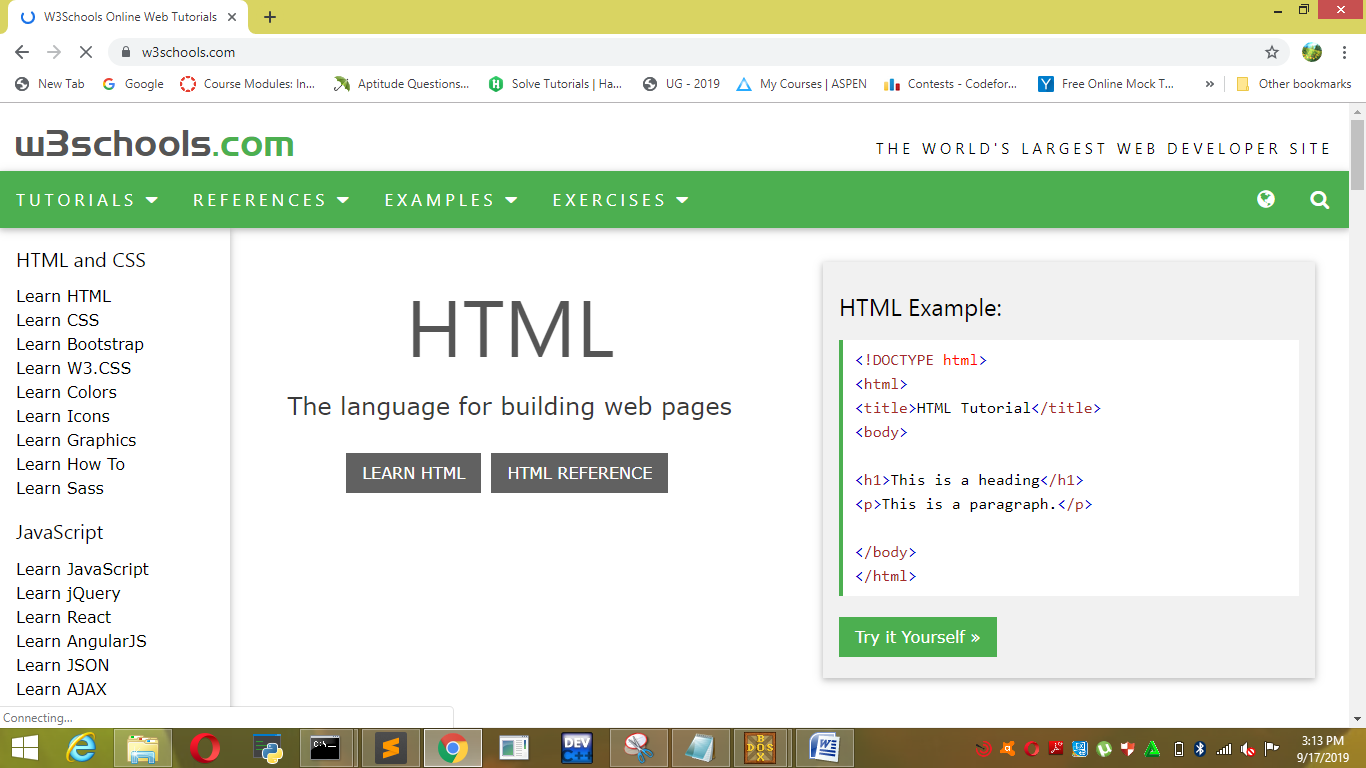 W3Schools Online Web Tutorials
w3schools.com
New Tab
Google
Course Modules: In...
Aptitude Questions...
Solve Tutorials | Ha...
UG - 2019
My Courses | ASPEN
Contests - Codefor...
Free Online Mock T...
»
Other bookmarks
w3schools.com
THE WORLD'S LARGEST WEB DEVELOPER SITE
TUTORIALS
REFERENCES
EXAMPLES
EXERCISES
HTML and CSS
Learn HTML
Learn CSS
Learn Bootstrap
Learn W3.CSS
Learn Colors
Learn Icons
Learn Graphics
Learn How To
Learn Sass
JavaScript
Learn JavaScript
Learn jQuery
Learn React
Learn AngularJS
Learn JSON
Learn AJAX
HTML
The language for building web pages
LEARN HTML
HTML REFERENCE
HTML Example:
<!DOCTYPE html>
<html>
<title>HTML Tutorial</title>
<body>
<h1>This is a heading</h1>
<p>This is a paragraph.</p>
</body>
</html>
Try it Yourself »
Connecting...
C:\.
DEV
C++
BOX
DOS
W
3:13 PM
9/17/2019